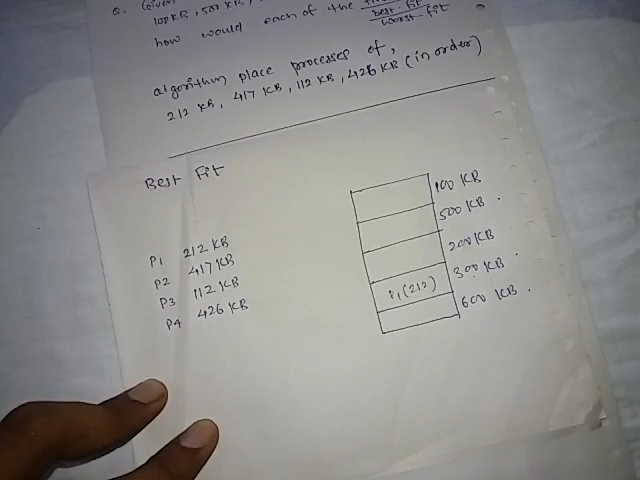 Q. Given
100 KB, 500 KB,
how would each of the best-fit
worst fit
algorithm place processes of,
212 KB, 417 KB, 112 KB, 426 KB (in order)
Best Fit
P1 212 KB
P2 417 KB
P3 112 KB
P4 426 KB
100 KB
500 KB
200 KB
P1 (212) 300 KB
600 KB